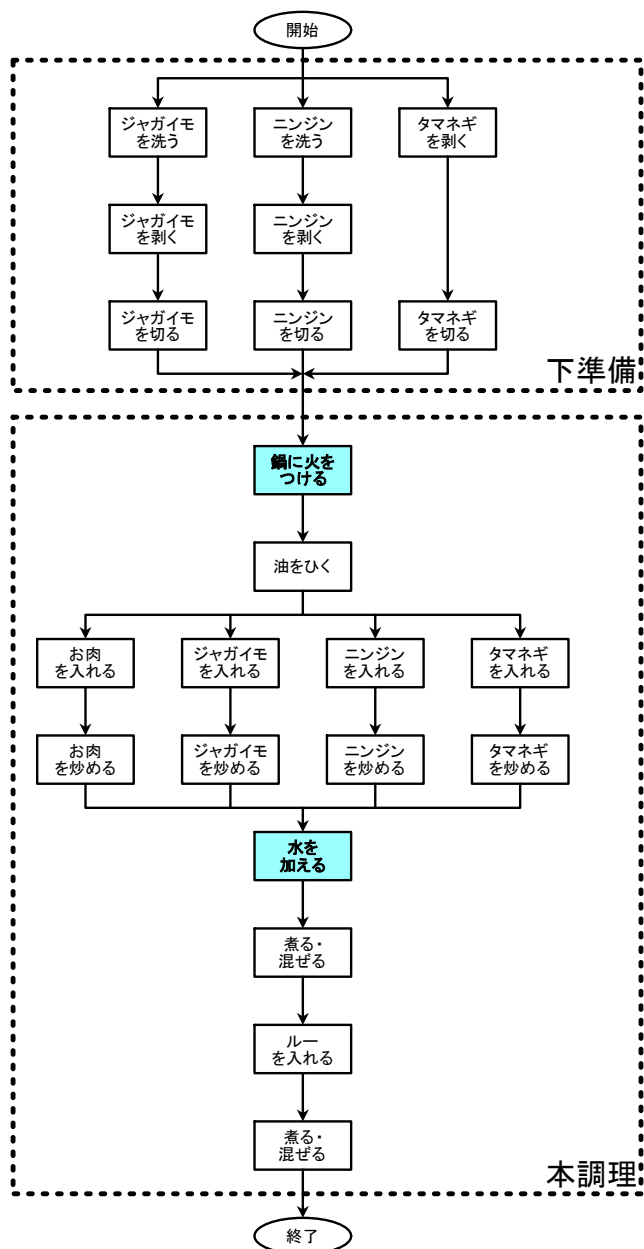 開始
ジャガイモ
を洗う
ニンジン
を洗う
タマネギ
を剥く
ジャガイモ
を剥く
ニンジン
を剥く
ジャガイモ
を切る
ニンジン
を切る
タマネギ
を切る
下準備
鍋に火を
つける
油をひく
お肉
を入れる
ジャガイモ
を入れる
ニンジン
を入れる
タマネギ
を入れる
お肉
を炒める
ジャガイモ
を炒める
ニンジン
を炒める
タマネギ
を炒める
水を
加える
煮る・
混ぜる
ルー
を入れる
煮る・
混ぜる
本調理
終了